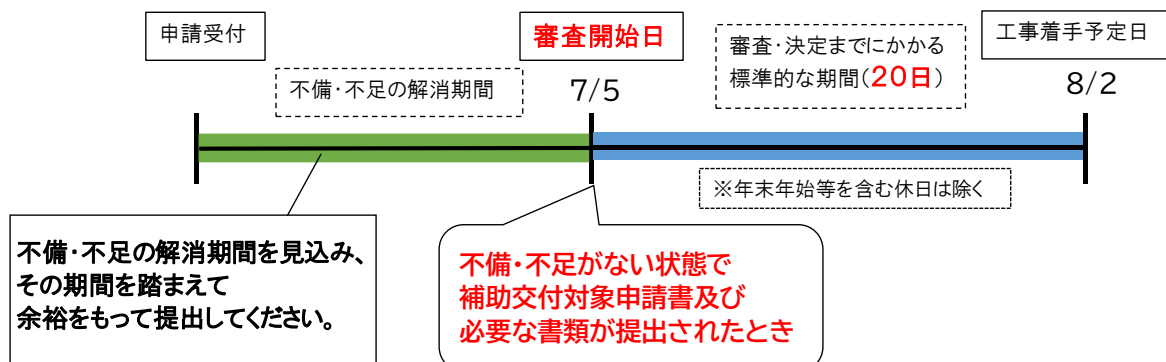 申請受付
審査開始日
審査・決定までにかかる
標準的な期間（20日）
工事着手予定日
不備・不足の解消期間
7/5
8/2
※年末年始等を含む休日は除く
不備・不足の解消期間を見込み、
その期間を踏まえて
余裕をもって提出してください。
不備・不足がない状態で
補助交付対象申請書及び
必要な書類が提出されたとき